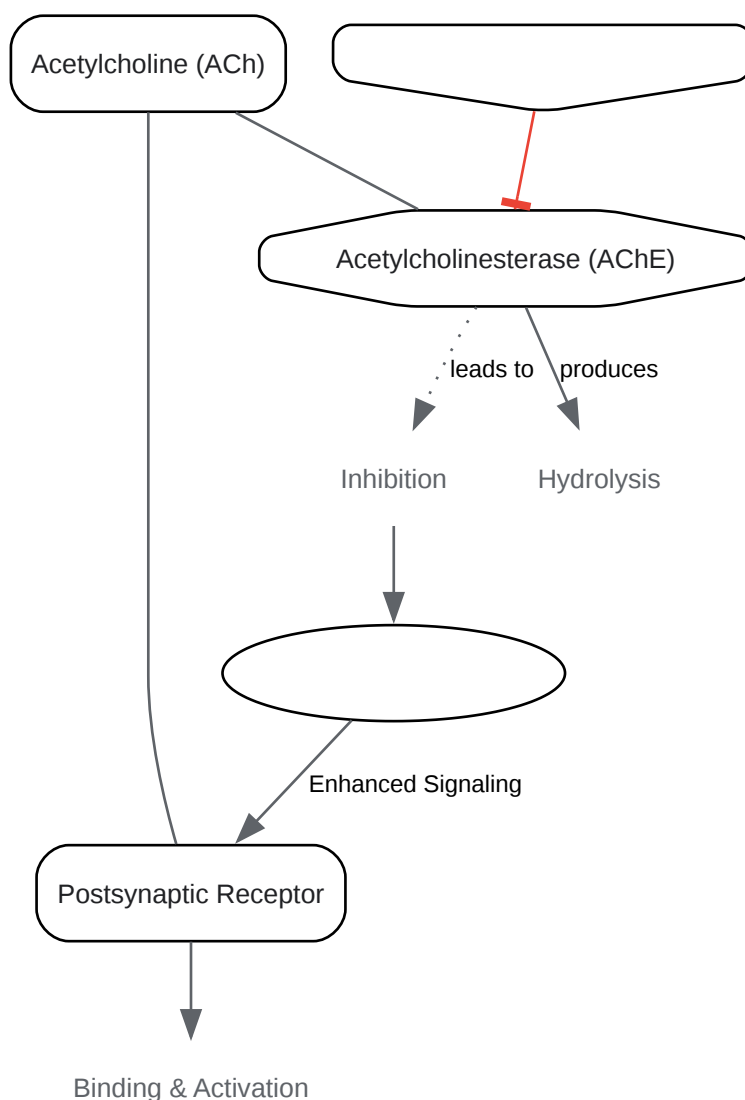 Acetylcholine (ACh)
Acetylcholinesterase (AChE)
leads to
produces
Inhibition
Hydrolysis
Enhanced Signaling
Postsynaptic Receptor
Binding & Activation